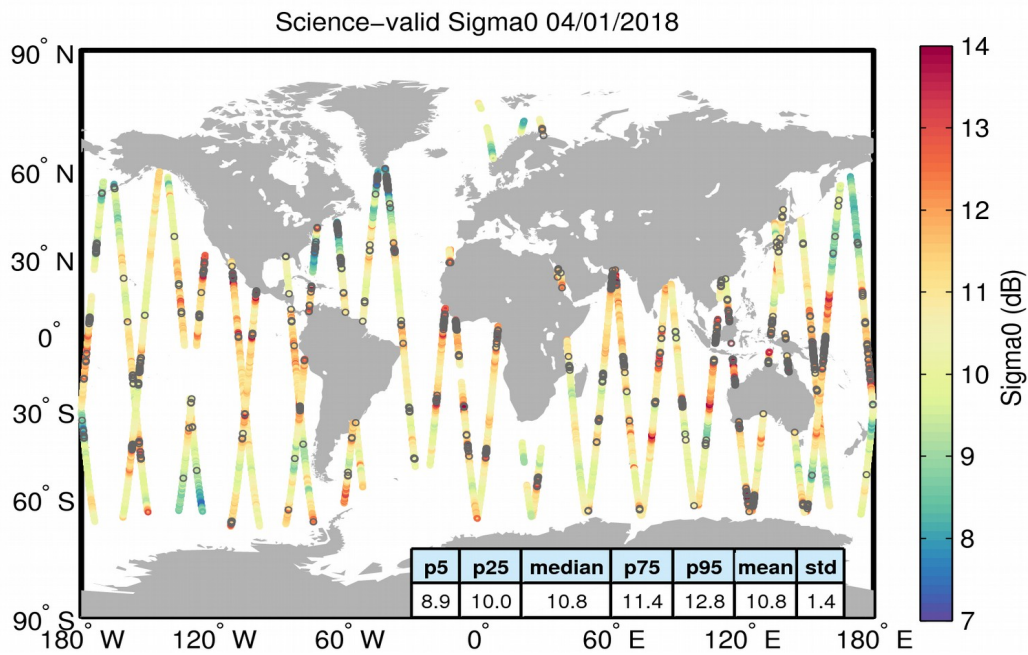 Science−valid Sigma0 04/01/2018
90° N
60° N
30° N
0°
30° S
60° S
90° S
180° W
120° W
60° W
0°
60° E
120° E
180° E
p5 p25 median p75 p95 mean std
8.9 10.0 10.8 11.4 12.8 10.8 1.4
14
13
12
11
10
9
8
7
Sigma0 (dB)